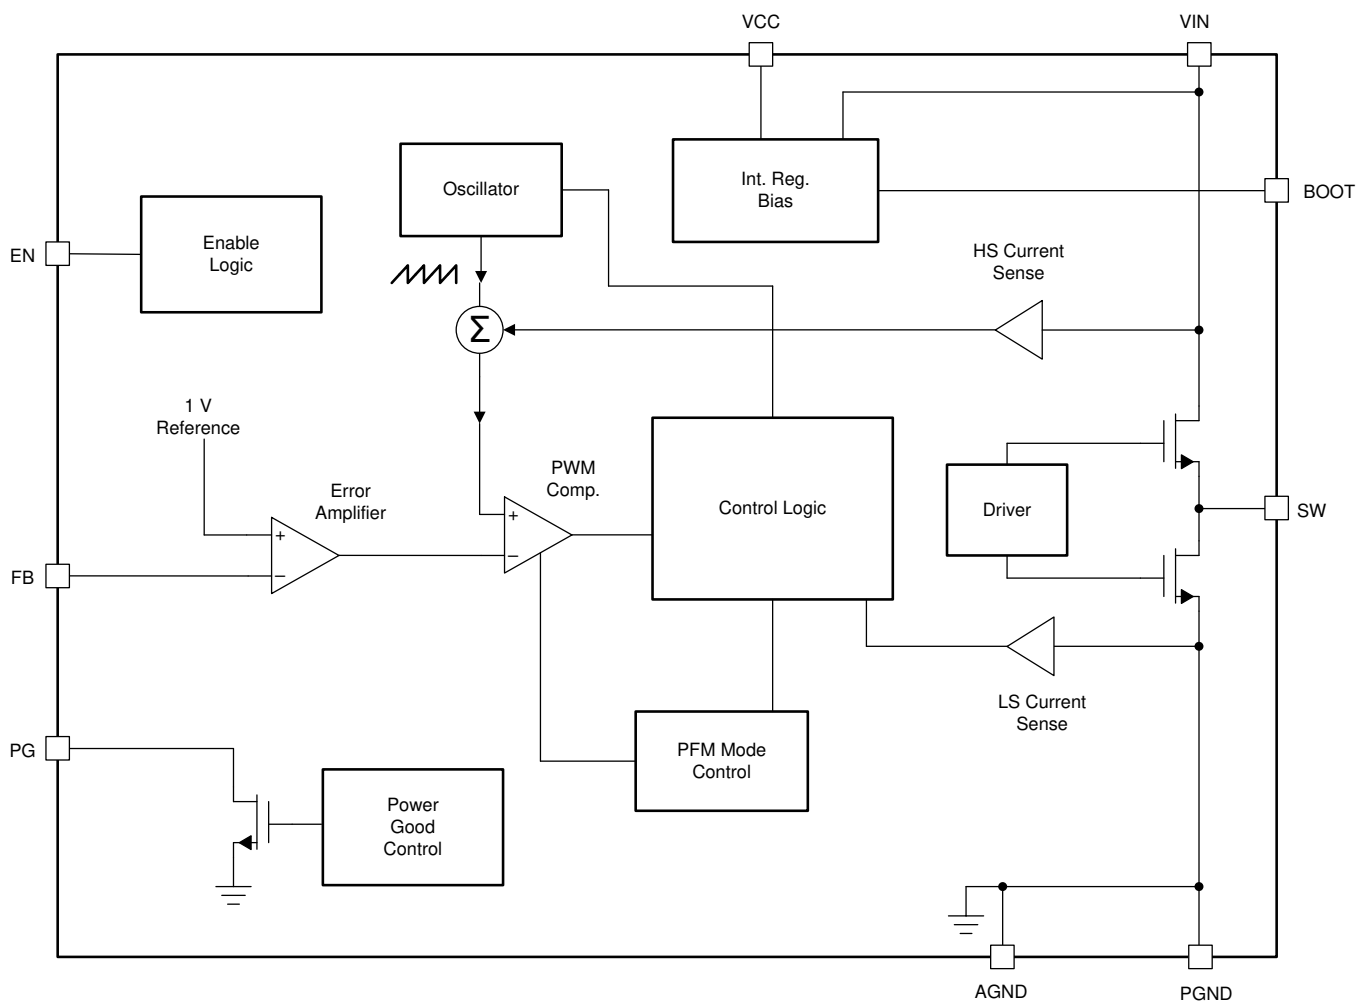 VCC
VIN
Oscillator
Int. Reg.
Bias
BOOT
Enable
Logic
EN
HS Current
Sense
Σ
1 V
Reference
PWM
Comp.
Error
Amplifier
Control Logic
Driver
SW
+
−
+
−
FB
LS Current
Sense
PG
PFM Mode
Control
Power
Good
Control
AGND
PGND